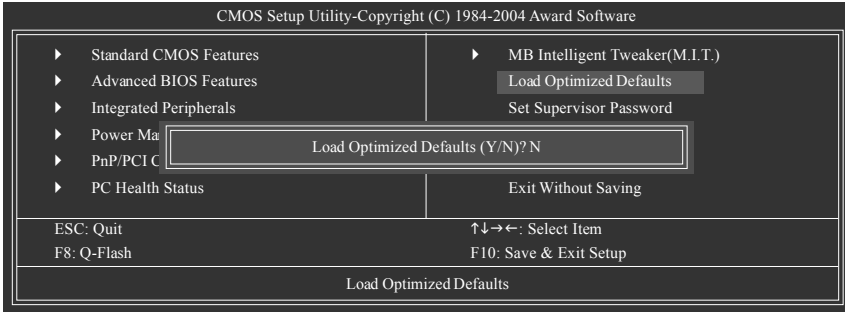 CMOS Setup Utility-Copyright (C) 1984-2004 Award Software
Standard CMOS Features
Advanced BIOS Features
Integrated Peripherals
Power Ma
PnP/PCI C
PC Health Status
MB Intelligent Tweaker(M.I.T.)
Load Optimized Defaults
Set Supervisor Password
Exit Without Saving
Load Optimized Defaults (Y/N)? N
ESC: Quit
↑↓→←: Select Item
F8: Q-Flash
F10: Save & Exit Setup
Load Optimized Defaults